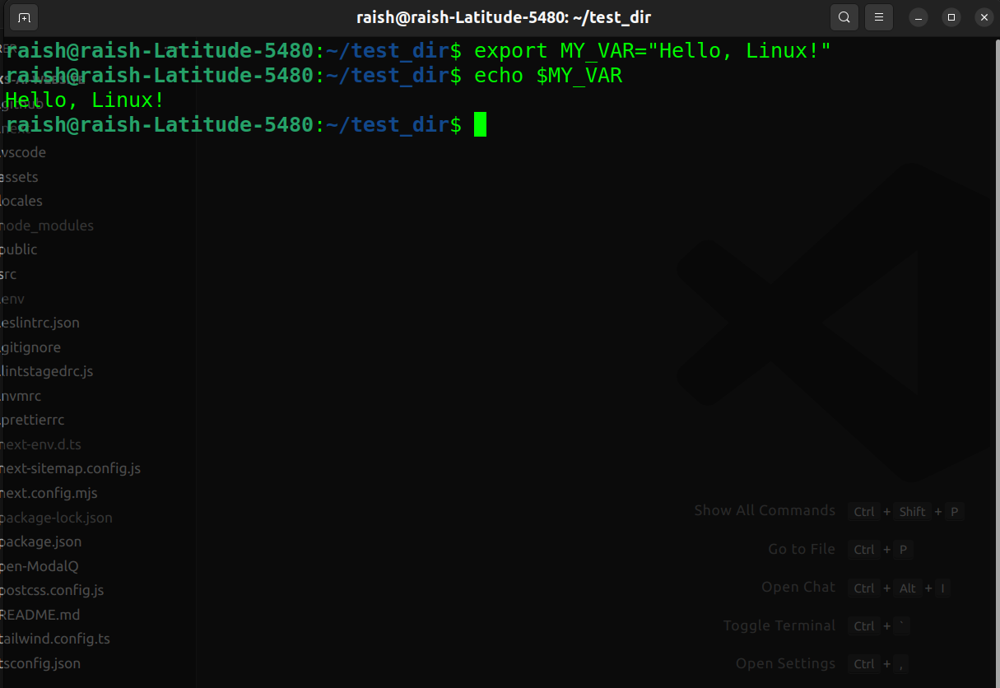 raish@raish-Latitude-5480: ~/test_dir
raish@raish-Latitude-5480:~/test_dir$ export MY_VAR="Hello, Linux!"
raish@raish-Latitude-5480:~/test_dir$ echo $MY_VAR
Hello, Linux!
raish@raish-Latitude-5480:~/test_dir$
.vscode
assets
locales
node_modules
public
src
.env
.eslintrc.json
.gitignore
.lintstagedrc.js
.nvmrc
.prettierrc
next-env.d.ts
next-sitemap.config.js
next.config.mjs
package-lock.json
package.json
pen-ModalQ
postcss.config.js
README.md
tailwind.config.ts
tsconfig.json
Show All Commands Ctrl + Shift + P
Go to File Ctrl + P
Open Chat Ctrl + Alt + I
Toggle Terminal Ctrl + `
Open Settings Ctrl + ,